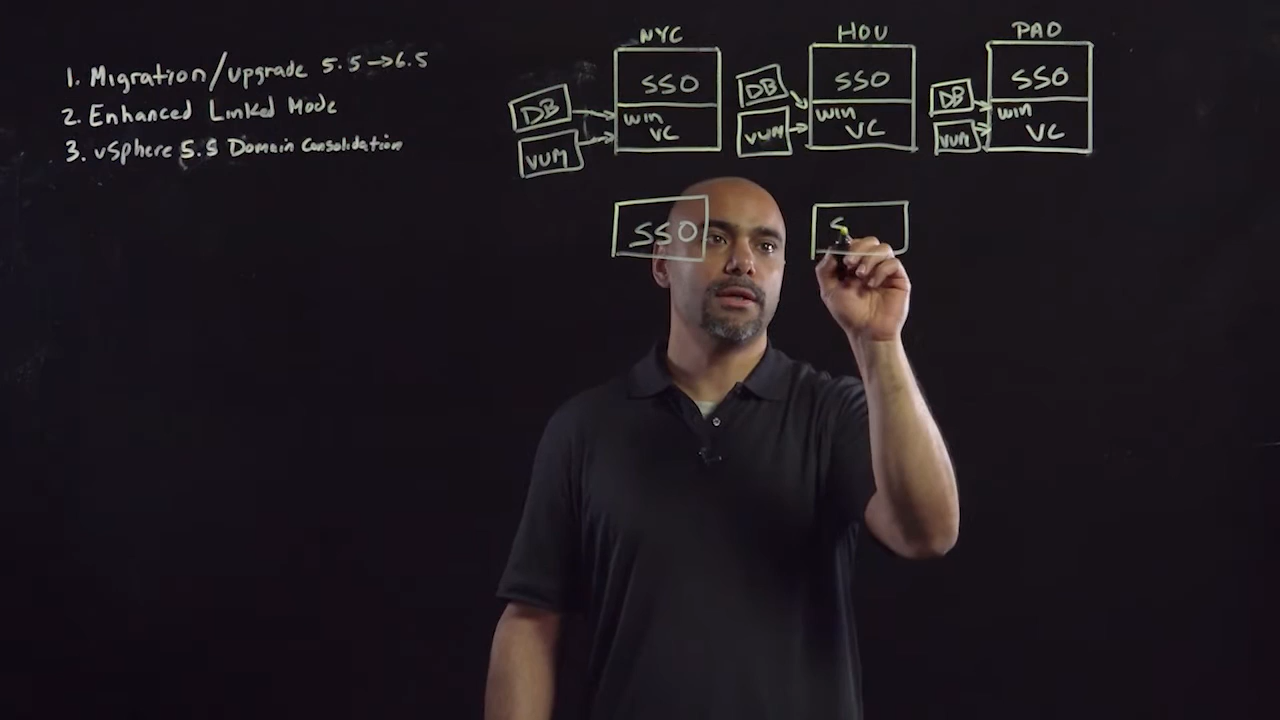 1. Migration/upgrade 5.5→6.5
2. Enhanced Linked Mode
3. vSphere 5.5 Domain Consolidation
NYC
SSO
DB
VUM
win
VC
HOU
SSO
DB
VUM
win
VC
PAO
SSO
DB
VUM
win
VC
SSO
S